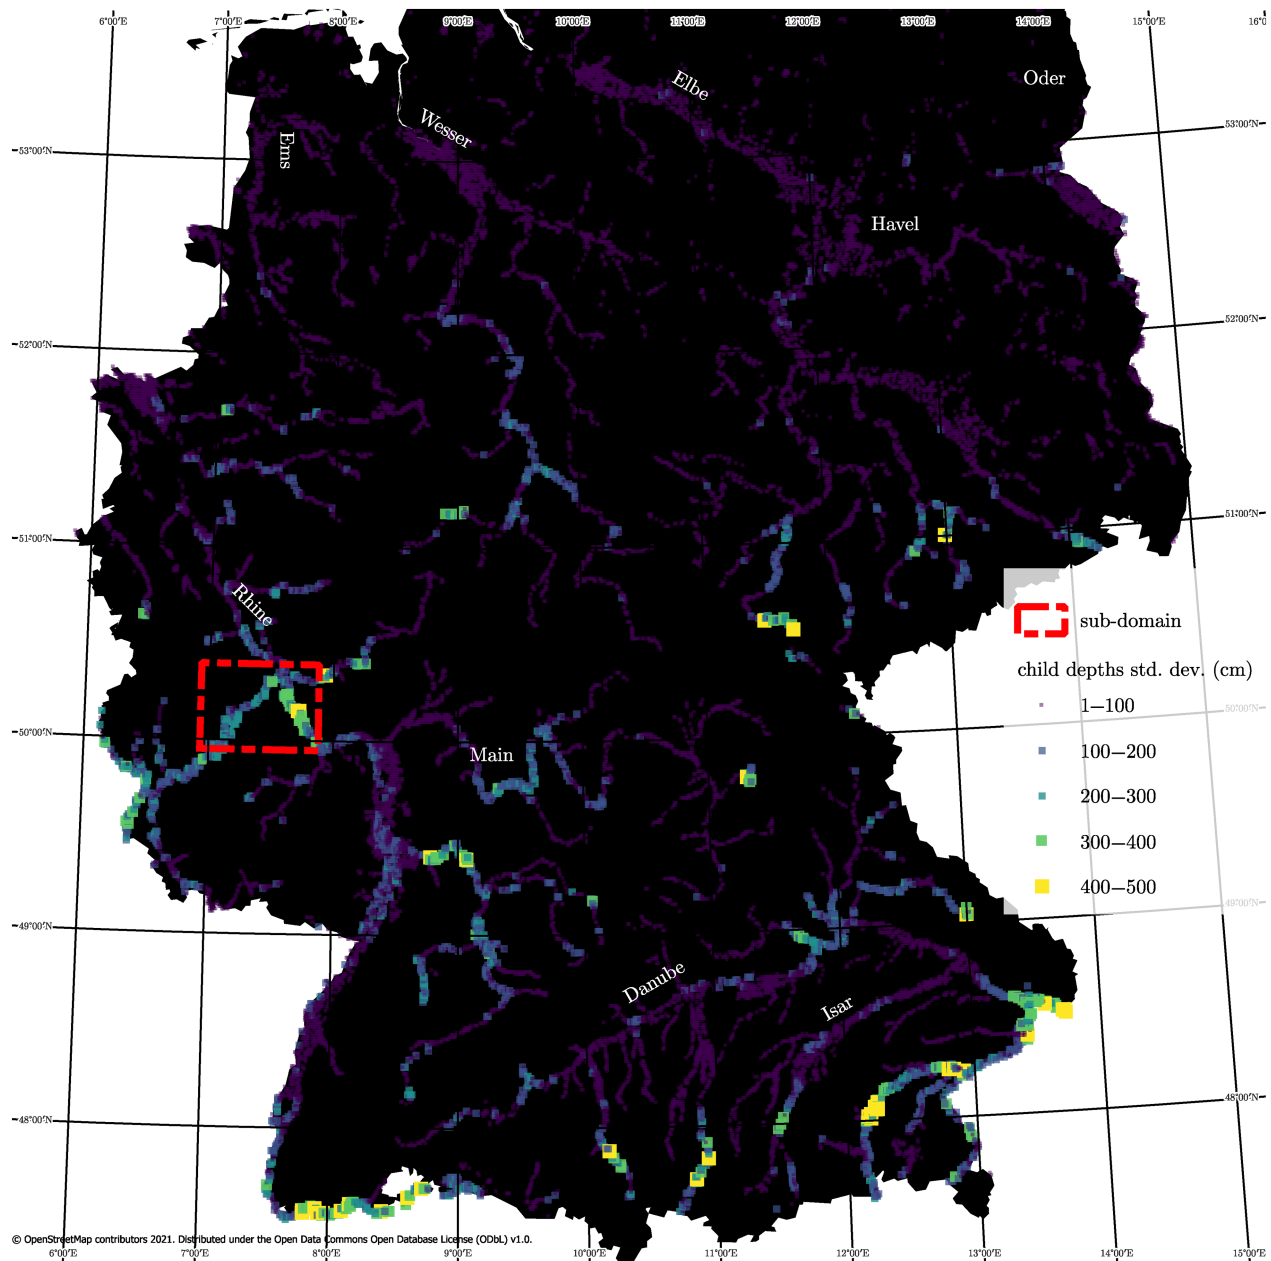 6°00'E 7°00'E 8°00'E 9°00'E 10°00'E 11°00'E 12°00'E 13°00'E 14°00'E 15°00'E 16°0
Elbe
Oder
Wesser
53°00'N
Ems
53°00'N
Havel
52°00'N
52°00'N
51°00'N
51°00'N
Rhine
sub-domain
child depths std. dev. (cm)
1–100
50°00'N
50°00'N
Main
100–200
200–300
300–400
400–500
49°00'N
49°00'N
Danube
Isar
48°00'N
48°00'N
© OpenStreetMap contributors 2021. Distributed under the Open Data Commons Open Database License (ODbL) v1.0.
6°00'E 7°00'E 8°00'E 9°00'E 10°00'E 11°00'E 12°00'E 13°00'E 14°00'E 15°00'E